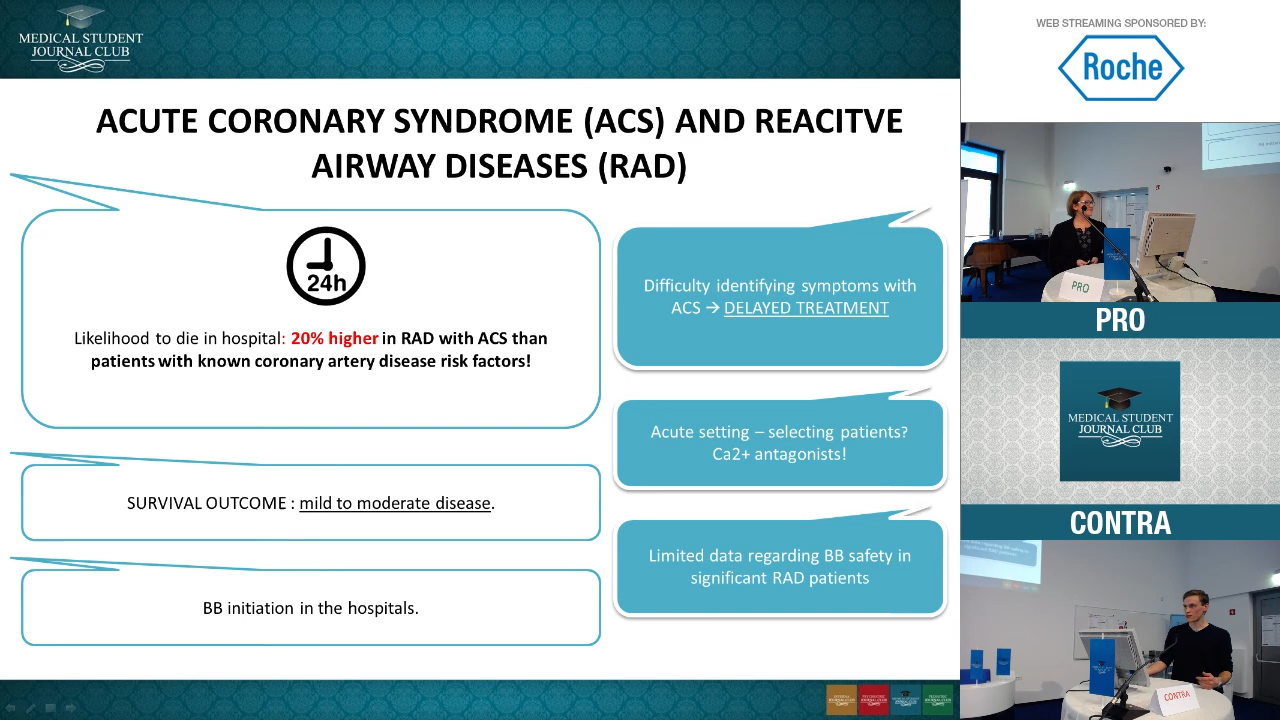 MEDICAL STUDENT
JOURNAL CLUB
ACUTE CORONARY SYNDROME (ACS) AND REACITVE
AIRWAY DISEASES (RAD)
24h
Likelihood to die in hospital: 20% higher in RAD with ACS than
patients with known coronary artery disease risk factors!
SURVIVAL OUTCOME : mild to moderate disease.
BB initiation in the hospitals.
Difficulty identifying symptoms with
ACS → DELAYED TREATMENT
Acute setting – selecting patients?
Ca2+ antagonists!
Limited data regarding BB safety in
significant RAD patients
WEB STREAMING SPONSORED BY:
Roche
PRO
PRO
MEDICAL STUDENT
JOURNAL CLUB
CONTRA
CONTRA